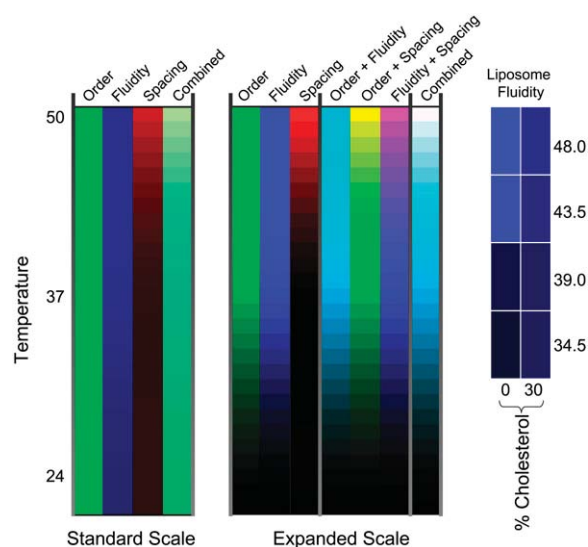 Order
Fluidity
Spacing
Combined
Order
Fluidity
Spacing
Order + Fluidity
Order + Spacing
Fluidity + Spacing
Combined
Liposome
Fluidity
50
37
24
Temperature
48.0
43.5
39.0
34.5
0 30
% Cholesterol
Standard Scale
Expanded Scale